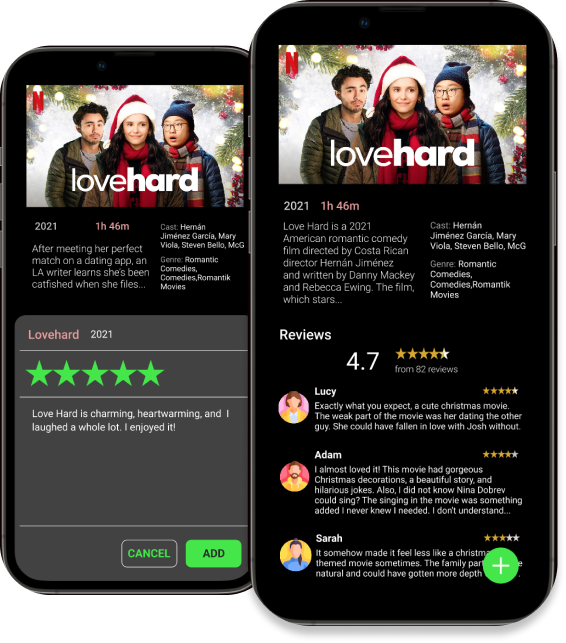 N
lovehard
2021 1h 46m
Cast: Hernán
Jiménez García, Mary
Viola, Steven Bello, McG
After meeting her perfect
match on a dating app, an
LA writer learns she's been
catfished when she files...
Genre: Romantic
Comedies,
Comedies,Romantik
Movies
Lovehard 2021
Love Hard is charming, heartwarming, and I
laughed a whole lot. I enjoyed it!
CANCEL ADD
N
lovehard
2021 1h 46m
Love Hard is a 2021
American romantic comedy
film directed by Costa Rican
director Hernán Jiménez
and written by Danny Mackey
and Rebecca Ewing. The film,
which stars...
Cast: Hernán
Jiménez García, Mary
Viola, Steven Bello, McG
Genre: Romantic
Comedies,
Comedies,Romantik
Movies
Reviews
4.7
from 82 reviews
Lucy
Exactly what you expect, a cute christmas movie.
The weak part of the movie was her dating the other
guy. She could have fallen in love with Josh without.
Adam
I almost loved it! This movie had gorgeous
Christmas decorations, a beautiful story, and
hilarious jokes. Also, I did not know Nina Dobrev
could sing? The singing in the movie was something
added I never knew I needed. I don't understand...
Sarah
It somehow made it feel less like a christma
themed movie sometimes. The family par e
natural and could have gotten more depth .